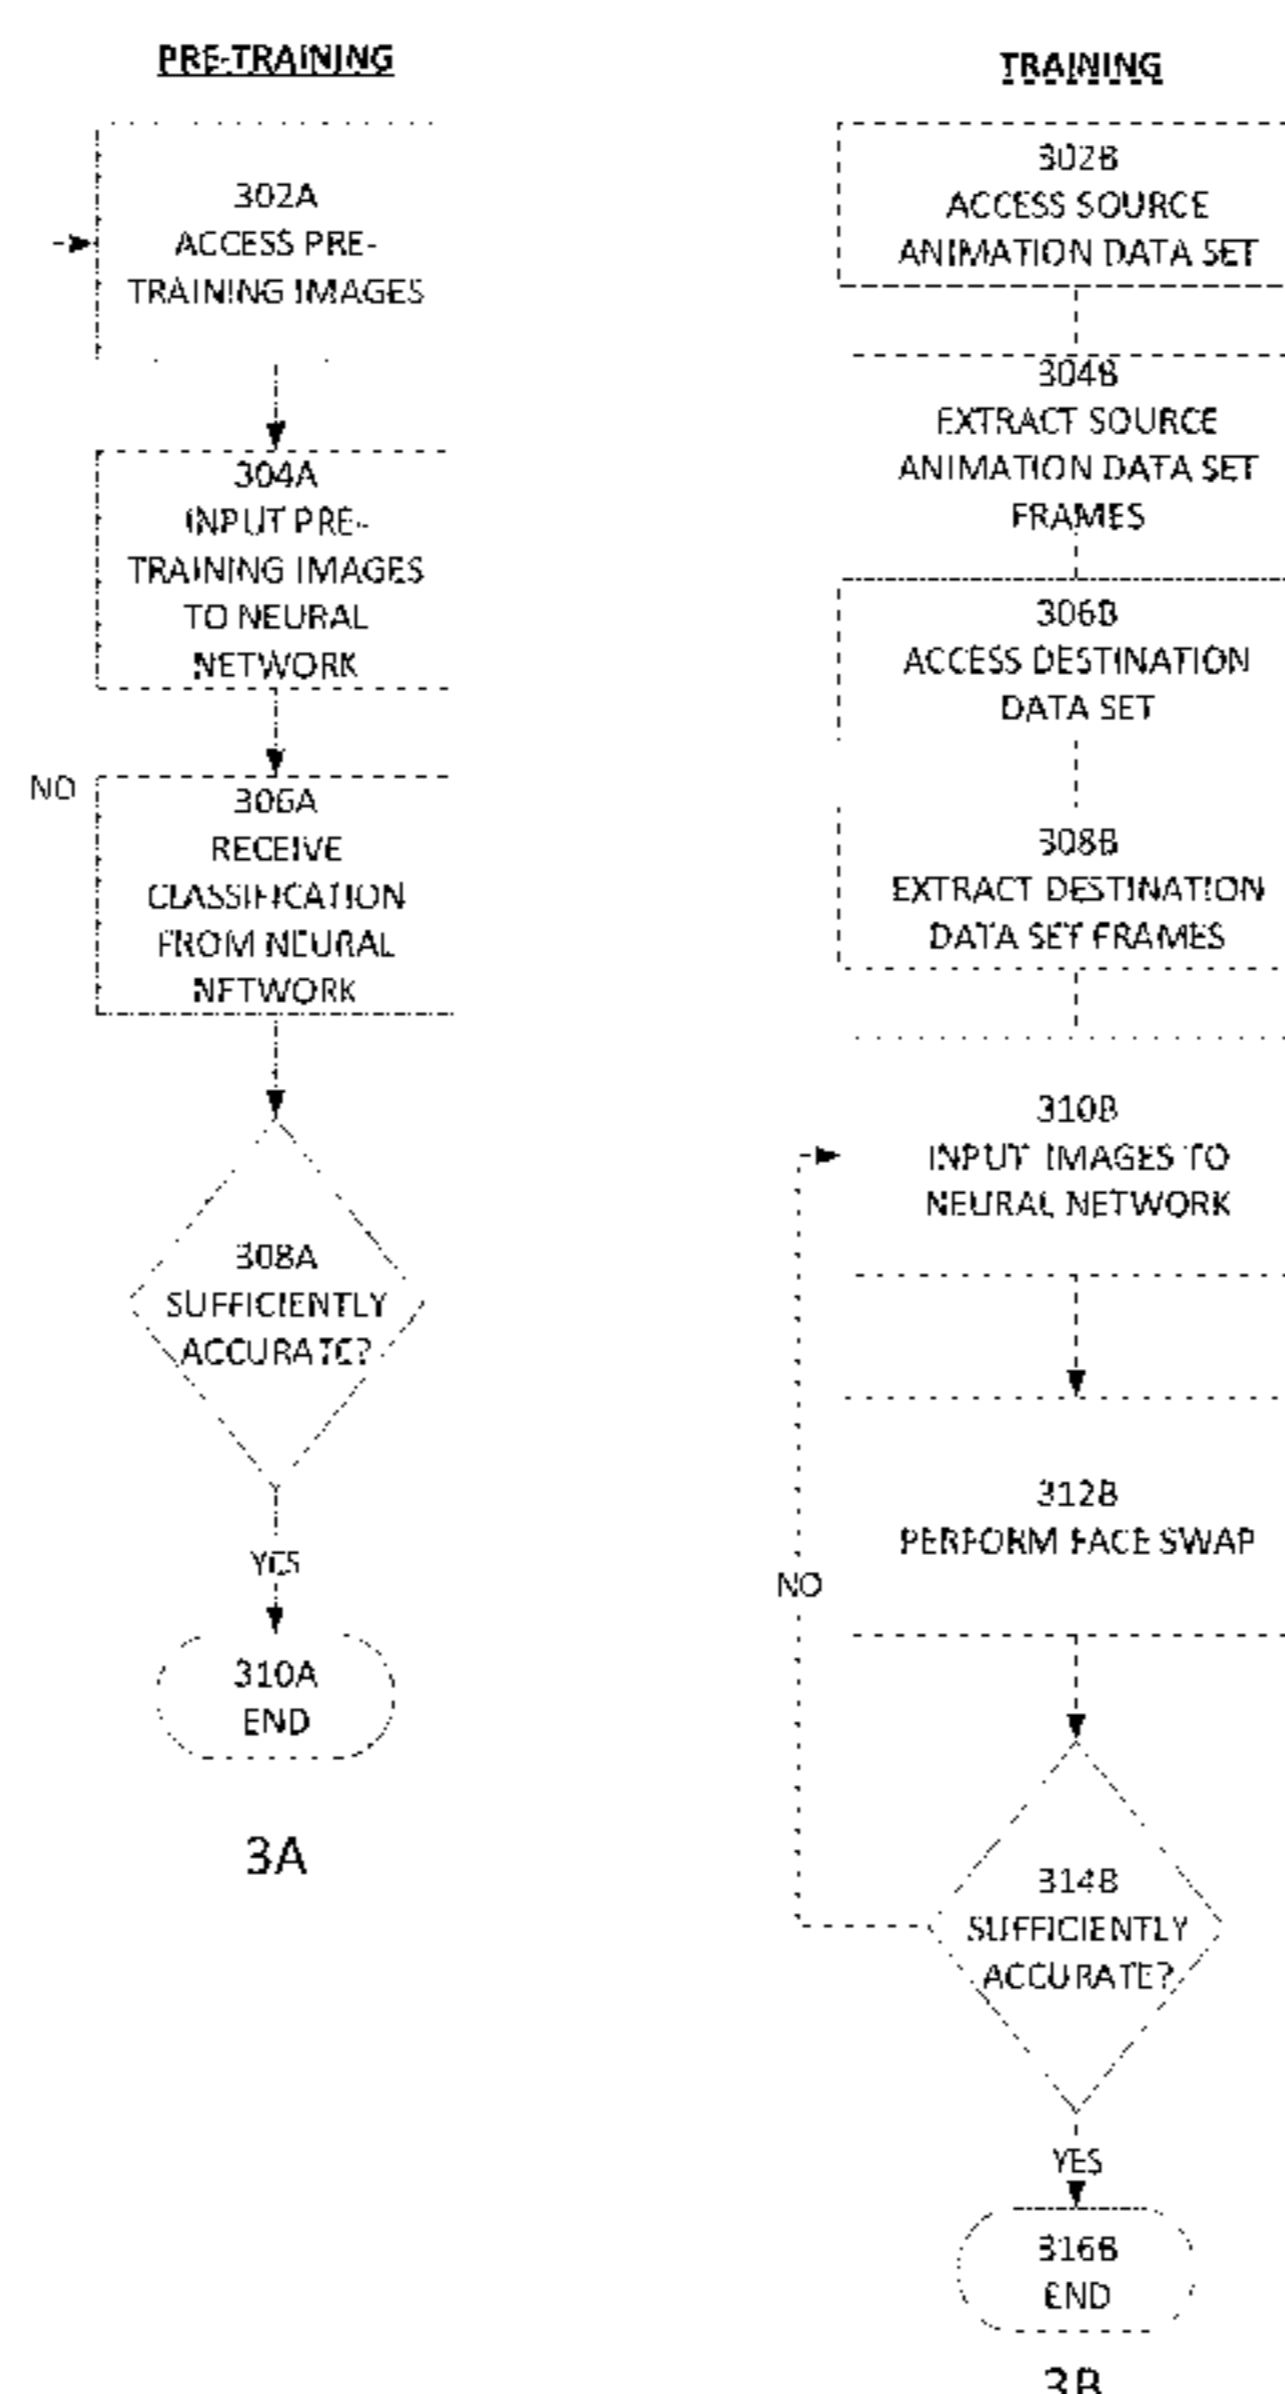 PRE-TRAINING
302A
ACCESS PRE-
TRAINING IMAGES
304A
INPUT PRE-
TRAINING IMAGES
TO NEURAL
NETWORK
NO
306A
RECEIVE
CLASSIFICATION
FROM NEURAL
NETWORK
308A
SUFFICIENTLY
ACCURATE?
YES
310A
END
3A
TRAINING
302B
ACCESS SOURCE
ANIMATION DATA SET
304B
EXTRACT SOURCE
ANIMATION DATA SET
FRAMES
306B
ACCESS DESTINATION
DATA SET
308B
EXTRACT DESTINATION
DATA SET FRAMES
310B
INPUT IMAGES TO
NEURAL NETWORK
312B
PERFORM FACE SWAP
NO
314B
SUFFICIENTLY
ACCURATE?
YES
316B
END
3B